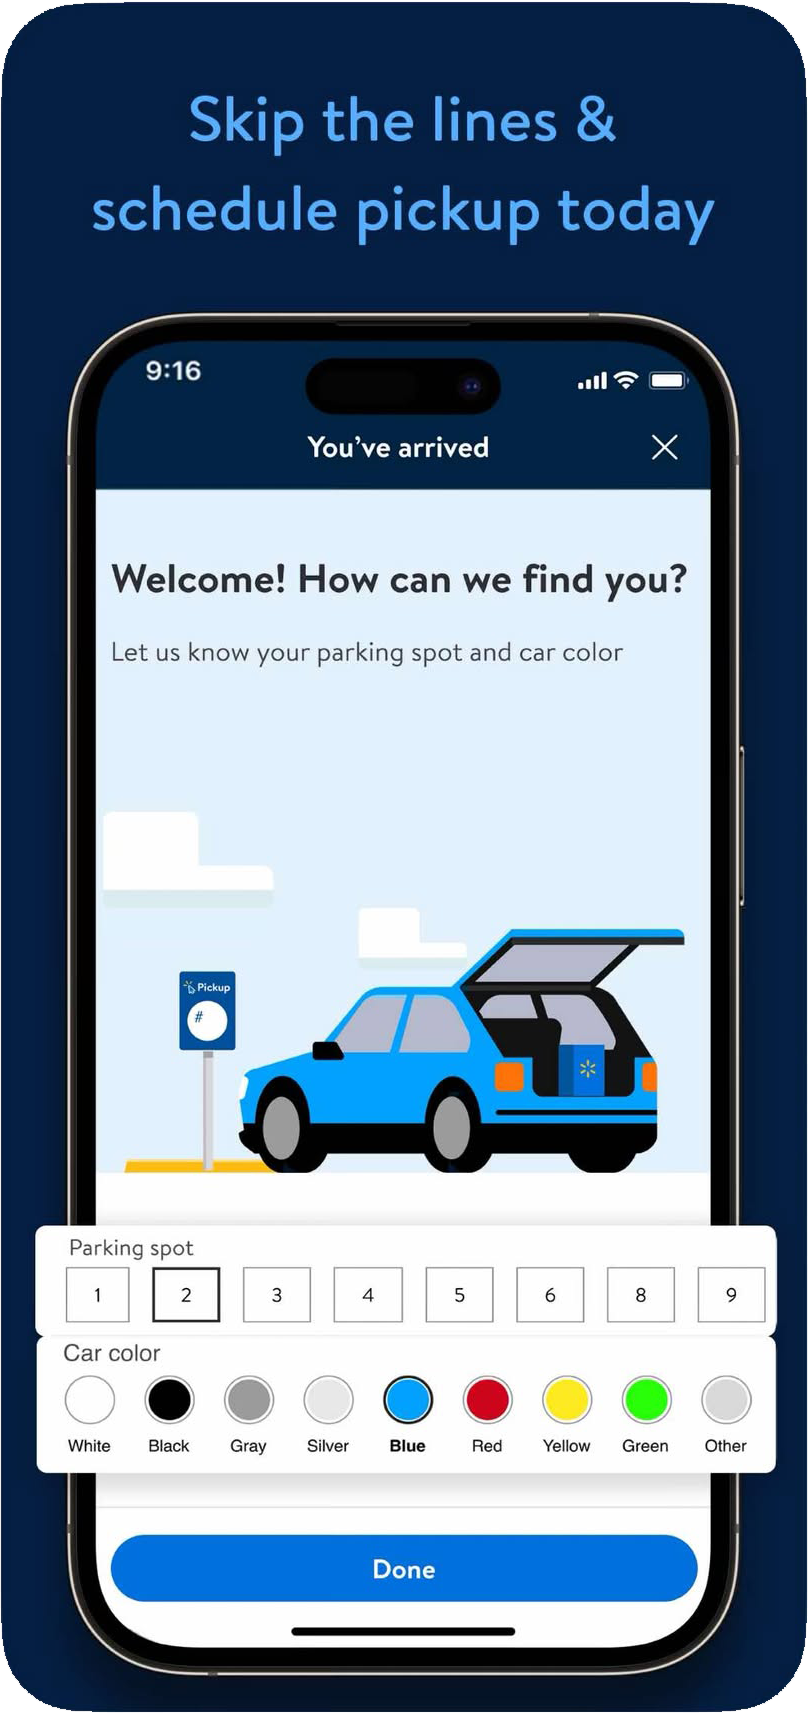 Skip the lines &
schedule pickup today
9:16
You’ve arrived
Welcome! How can we find you?
Let us know your parking spot and car color
Pickup
#
Parking spot
1 2 3 4 5 6 8 9
Car color
White Black Gray Silver Blue Red Yellow Green Other
Done